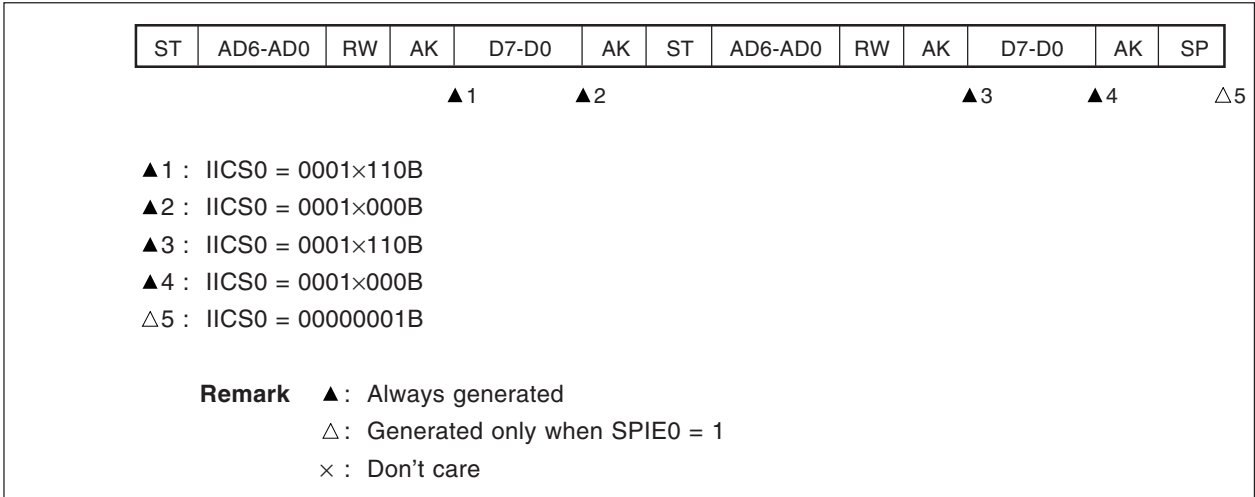 ST AD6-AD0 RW AK D7-D0 AK ST AD6-AD0 RW AK D7-D0 AK SP
▲1 ▲2 ▲3 ▲4 △5
▲1 : IICS0 = 0001×110B
▲2 : IICS0 = 0001×000B
▲3 : IICS0 = 0001×110B
▲4 : IICS0 = 0001×000B
△5 : IICS0 = 00000001B
Remark ▲: Always generated
△: Generated only when SPIE0 = 1
× : Don't care